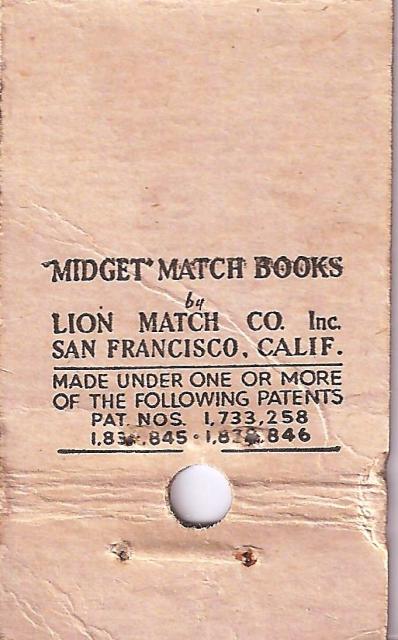 "MIDGET" MATCH BOOKS
by
LION MATCH CO. Inc.
SAN FRANCISCO, CALIF.
MADE UNDER ONE OR MORE
OF THE FOLLOWING PATENTS
PAT. NOS. 1,733,258